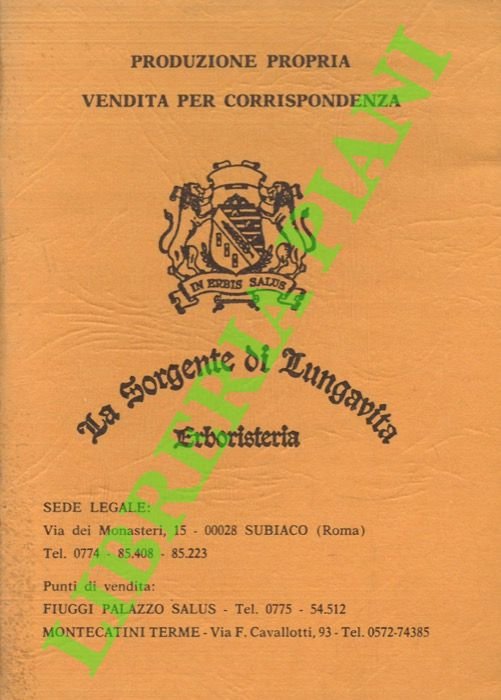 PRODUZIONE PROPRIA
VENDITA PER CORRISPONDENZA
IN ERBIS SALUS
La Sorgente di Lungavita
Erboristeria
SEDE LEGALE:
Via dei Monasteri, 15 - 00028 SUBIACO (Roma)
Tel. 0774 - 85.408 - 85.223
Punti di vendita:
FIUGGI PALAZZO SALUS - Tel. 0775 - 54.512
MONTECATINI TERME - Via F. Cavallotti, 93 - Tel. 0572-74385
LIBRERIA PIANI